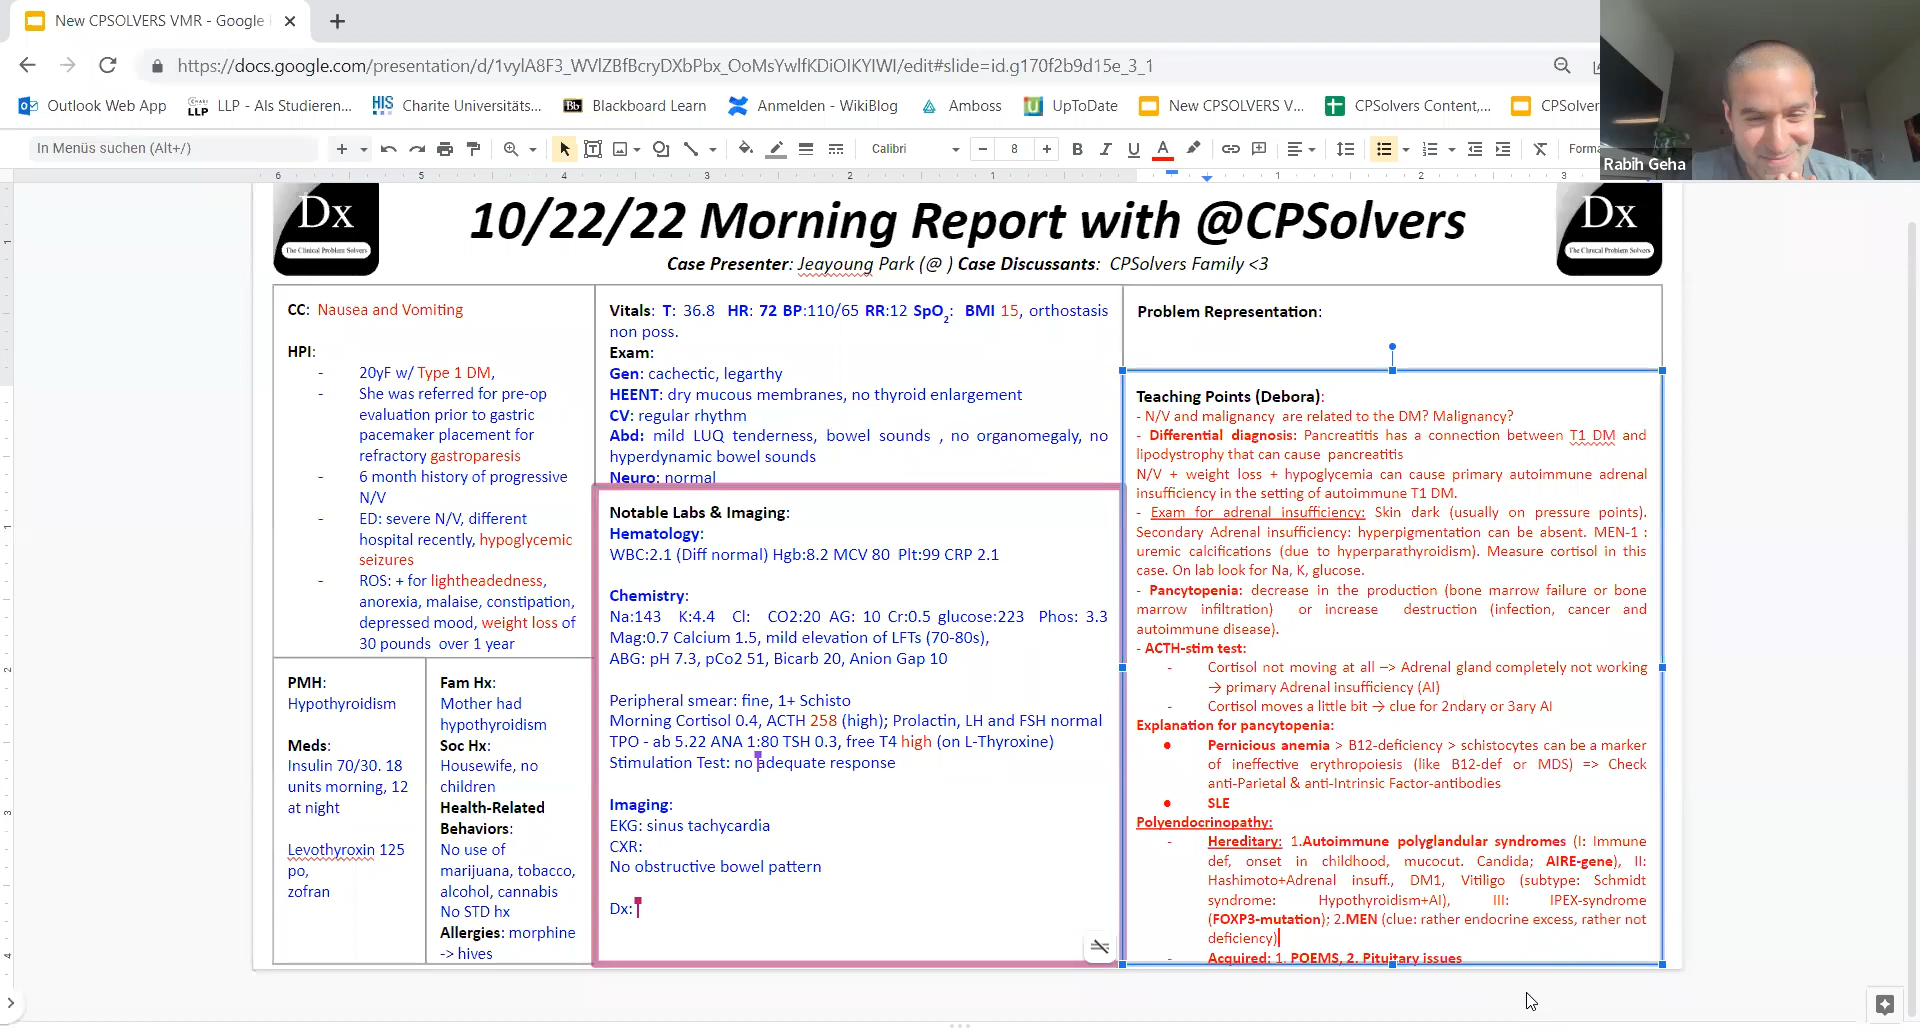 New CPSOLVERS VMR - Google
https://docs.google.com/presentation/d/1vylA8F3_WVlZBfBcryDXbPbx_OoMsYwlfKDiOlKYIWI/edit#slide=id.g170f2b9d15e_3_1
Outlook Web App
LLP - Als Studieren...
HIS Charite Universitäts...
Bb Blackboard Learn
Anmelden - WikiBlog
Amboss
UpToDate
New CPSOLVERS V...
CPSolvers Content,...
CPSolver
In Menüs suchen (Alt+/)
Calibri
8
Forma
Rabih Geha
6 5 4 3 2 1 1 2 3
Dx
The Clinical Problem Solvers
10/22/22 Morning Report with @CPSolvers
Case Presenter: Jeayoung Park (@ ) Case Discussants: CPSolvers Family <3
Dx
The Clinical Problem Solvers
CC: Nausea and Vomiting
HPI:
- 20yF w/ Type 1 DM,
- She was referred for pre-op
evaluation prior to gastric
pacemaker placement for
refractory gastroparesis
- 6 month history of progressive
N/V
- ED: severe N/V, different
hospital recently, hypoglycemic
seizures
- ROS: + for lightheadedness,
anorexia, malaise, constipation,
depressed mood, weight loss of
30 pounds over 1 year
PMH:
Hypothyroidism
Meds:
Insulin 70/30. 18
units morning, 12
at night
Levothyroxin 125
po,
zofran
Fam Hx:
Mother had
hypothyroidism
Soc Hx:
Housewife, no
children
Health-Related
Behaviors:
No use of
marijuana, tobacco,
alcohol, cannabis
No STD hx
Allergies: morphine
-> hives
Vitals: T: 36.8 HR: 72 BP:110/65 RR:12 SpO2: BMI 15, orthostasis
non poss.
Exam:
Gen: cachectic, legarthy
HEENT: dry mucous membranes, no thyroid enlargement
CV: regular rhythm
Abd: mild LUQ tenderness, bowel sounds , no organomegaly, no
hyperdynamic bowel sounds
Neuro: normal
Notable Labs & Imaging:
Hematology:
WBC:2.1 (Diff normal) Hgb:8.2 MCV 80 Plt:99 CRP 2.1
Chemistry:
Na:143 K:4.4 Cl: CO2:20 AG: 10 Cr:0.5 glucose:223 Phos: 3.3
Mag:0.7 Calcium 1.5, mild elevation of LFTs (70-80s),
ABG: pH 7.3, pCo2 51, Bicarb 20, Anion Gap 10
Peripheral smear: fine, 1+ Schisto
Morning Cortisol 0.4, ACTH 258 (high); Prolactin, LH and FSH normal
TPO - ab 5.22 ANA 1:80 TSH 0.3, free T4 high (on L-Thyroxine)
Stimulation Test: no adequate response
Imaging:
EKG: sinus tachycardia
CXR:
No obstructive bowel pattern
Dx:
Problem Representation:
Teaching Points (Debora):
- N/V and malignancy are related to the DM? Malignancy?
- Differential diagnosis: Pancreatitis has a connection between T1 DM and
lipodystrophy that can cause pancreatitis
N/V + weight loss + hypoglycemia can cause primary autoimmune adrenal
insufficiency in the setting of autoimmune T1 DM.
- Exam for adrenal insufficiency: Skin dark (usually on pressure points).
Secondary Adrenal insufficiency: hyperpigmentation can be absent. MEN-1 :
uremic calcifications (due to hyperparathyroidism). Measure cortisol in this
case. On lab look for Na, K, glucose.
- Pancytopenia: decrease in the production (bone marrow failure or bone
marrow infiltration) or increase destruction (infection, cancer and
autoimmune disease).
- ACTH-stim test:
- Cortisol not moving at all –> Adrenal gland completely not working
→ primary Adrenal insufficiency (AI)
- Cortisol moves a little bit → clue for 2ndary or 3ary AI
Explanation for pancytopenia:
● Pernicious anemia > B12-deficiency > schistocytes can be a marker
of ineffective erythropoiesis (like B12-def or MDS) => Check
anti-Parietal & anti-Intrinsic Factor-antibodies
● SLE
Polyendocrinopathy:
- Hereditary: 1.Autoimmune polyglandular syndromes (I: Immune
def, onset in childhood, mucocut. Candida; AIRE-gene), II:
Hashimoto+Adrenal insuff., DM1, Vitiligo (subtype: Schmidt
syndrome: Hypothyroidism+AI), III: IPEX-syndrome
(FOXP3-mutation); 2.MEN (clue: rather endocrine excess, rather not
deficiency)
- Acquired: 1. POEMS, 2. Pituitary issues